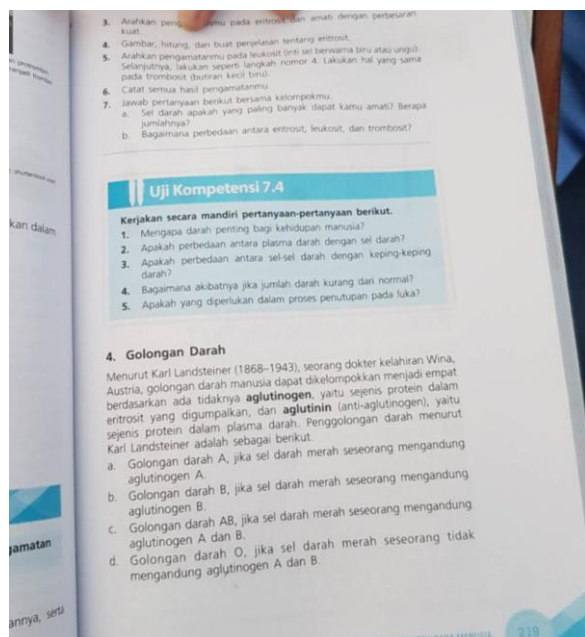 3. Arahkan pengamatanmu pada eritrosit dan amati dengan perbesaran
kuat.
4. Gambar, hitung, dan buat penjelasan tentang eritrosit.
5. Arahkan pengamatanmu pada leukosit (inti sel berwarna biru atau ungu).
Selanjutnya, lakukan seperti langkah nomor 4. Lakukan hal yang sama
pada trombosit (butiran kecil biru).
6. Catat semua hasil pengamatanmu.
7. Jawab pertanyaan berikut bersama kelompokmu.
a. Sel darah apakah yang paling banyak dapat kamu amati? Berapa
jumlahnya?
b. Bagaimana perbedaan antara eritrosit, leukosit, dan trombosit?
kan dalam
Uji Kompetensi 7.4
Kerjakan secara mandiri pertanyaan-pertanyaan berikut.
1. Mengapa darah penting bagi kehidupan manusia?
2. Apakah perbedaan antara plasma darah dengan sel darah?
3. Apakah perbedaan antara sel-sel darah dengan keping-keping
darah?
4. Bagaimana akibatnya jika jumlah darah kurang dari normal?
5. Apakah yang diperlukan dalam proses penutupan pada luka?
4. Golongan Darah
Menurut Karl Landsteiner (1868–1943), seorang dokter kelahiran Wina,
Austria, golongan darah manusia dapat dikelompokkan menjadi empat
berdasarkan ada tidaknya aglutinogen, yaitu sejenis protein dalam
eritrosit yang digumpalkan, dan aglutinin (anti-aglutinogen), yaitu
sejenis protein dalam plasma darah. Penggolongan darah menurut
Karl Landsteiner adalah sebagai berikut.
a. Golongan darah A, jika sel darah merah seseorang mengandung
aglutinogen A.
b. Golongan darah B, jika sel darah merah seseorang mengandung
aglutinogen B.
c. Golongan darah AB, jika sel darah merah seseorang mengandung
aglutinogen A dan B.
d. Golongan darah O, jika sel darah merah seseorang tidak
mengandung aglutinogen A dan B.
gamatan
annya, serta
219